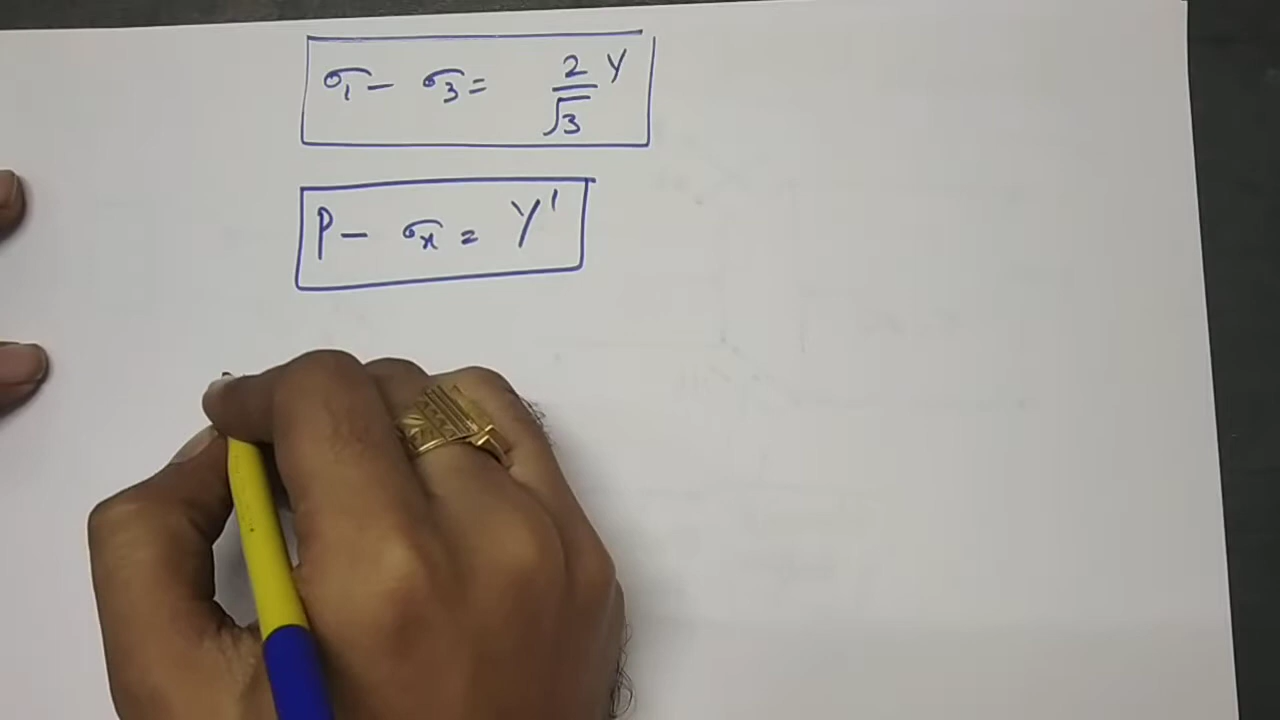 σ₁ - σ₃ = 2/√3 Y
P - σₓ = Y'